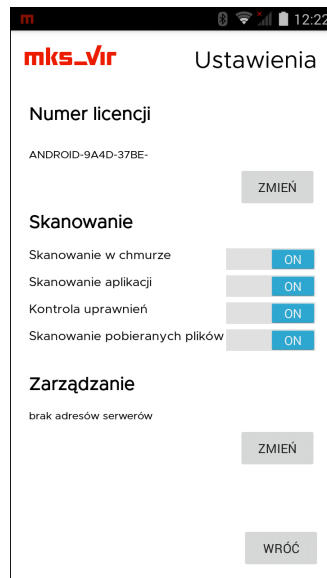 m 12:22
mks_vir Ustawienia
Numer licencji
ANDROID-9A4D-37BE-
ZMIEŃ
Skanowanie
Skanowanie w chmurze ON
Skanowanie aplikacji ON
Kontrola uprawnień ON
Skanowanie pobieranych plików ON
Zarządzanie
brak adresów serwerów
ZMIEŃ
WRÓĆ